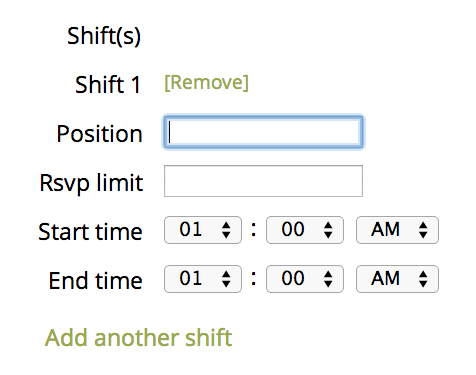 Shift(s)
Shift 1 [Remove]
Position
Rsvp limit
Start time 01 : 00 AM
End time 01 : 00 AM
Add another shift